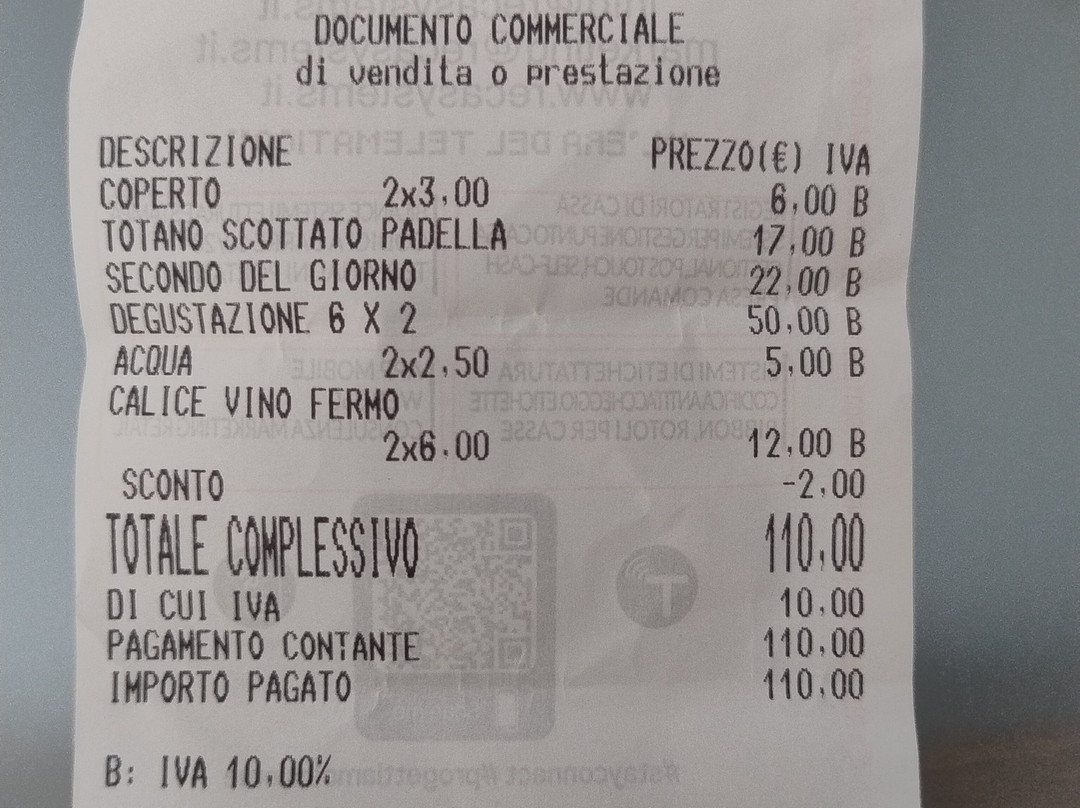 DOCUMENTO COMMERCIALE
di vendita o prestazione
DESCRIZIONE PREZZO(€) IVA
COPERTO 2x3,00 6,00 B
TOTANO SCOTTATO PADELLA 17,00 B
SECONDO DEL GIORNO 22,00 B
DEGUSTAZIONE 6 X 2 50,00 B
ACQUA 2x2,50 5,00 B
CALICE VINO FERMO
2x6,00 12,00 B
SCONTO -2,00
TOTALE COMPLESSIVO 110,00
DI CUI IVA 10,00
PAGAMENTO CONTANTE 110,00
IMPORTO PAGATO 110,00
B: IVA 10,00%